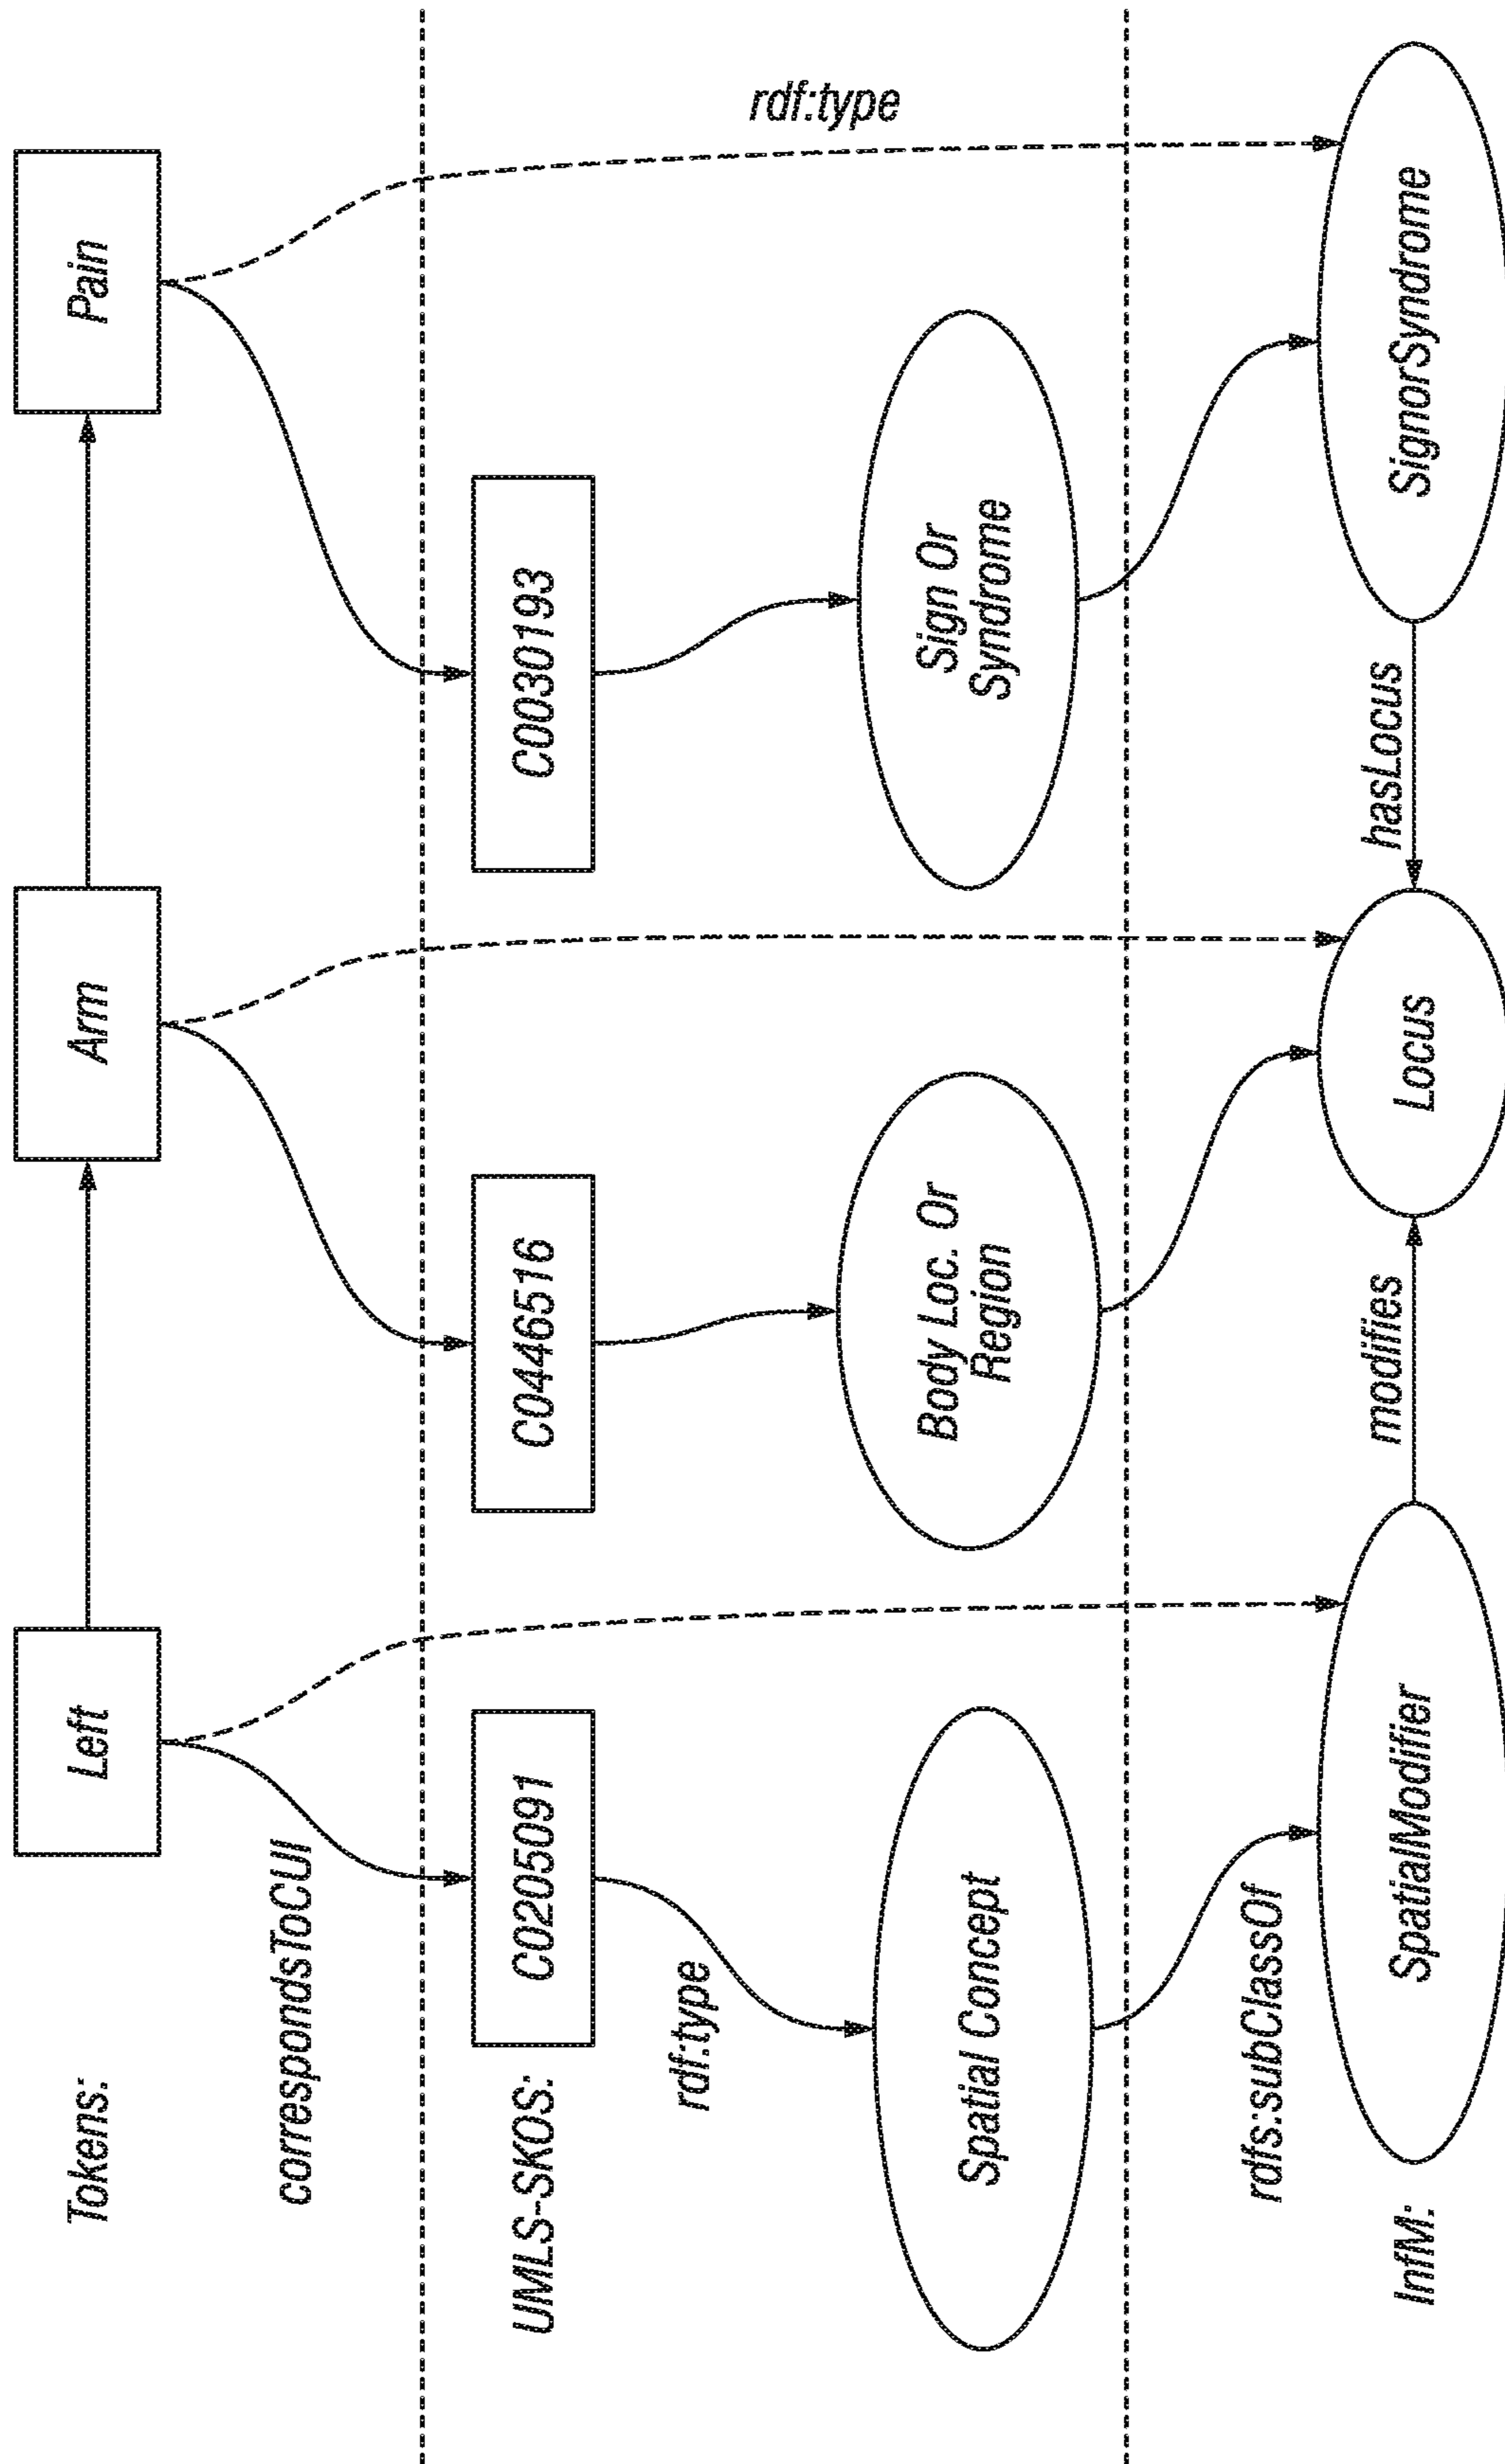 Tokens:
Left
Arm
Pain
correspondsToCUI
UMLS-SKOS:
C0205091
C0446516
C0030193
rdf:type
rdf:type
Spatial Concept
Body Loc. Or
Region
Sign Or
Syndrome
rdfs:subClassOf
InfM:
SpatialModifier
modifies
Locus
hasLocus
SignorSyndrome